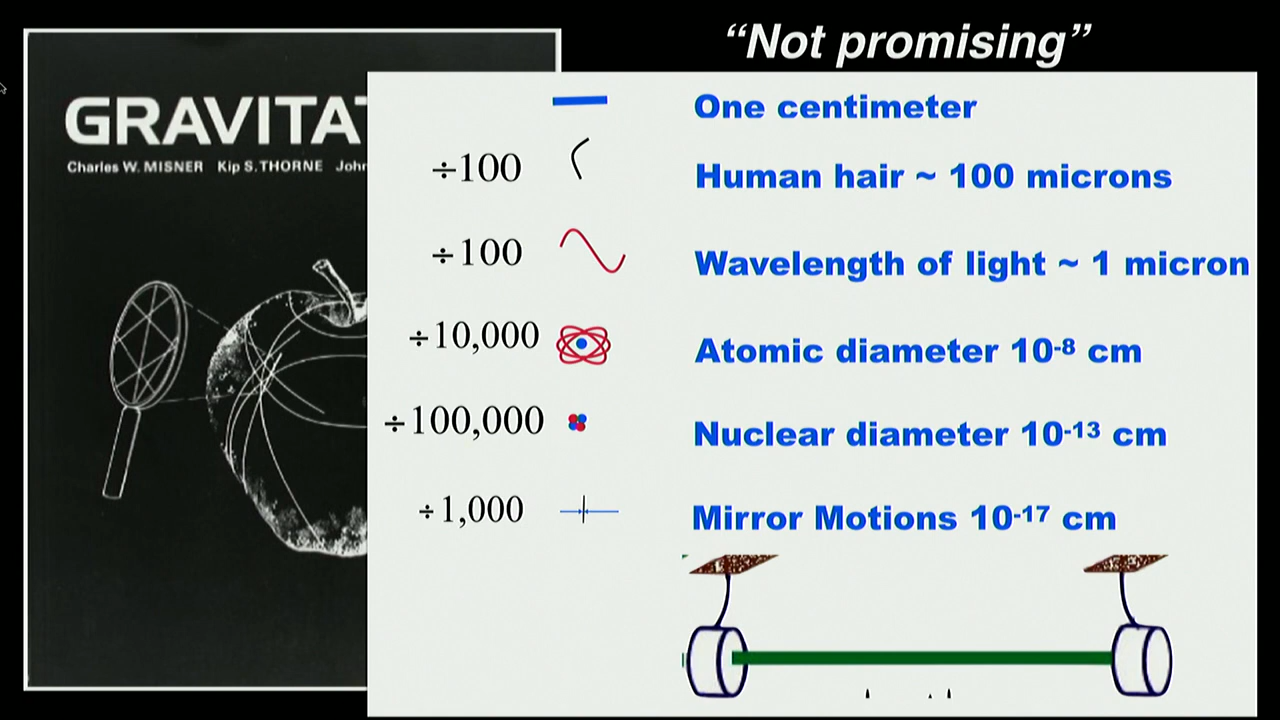 “Not promising”
GRAVITAT
Charles W. MISNER Kip S. THORNE John
One centimeter
÷100 Human hair ~ 100 microns
÷100 Wavelength of light ~ 1 micron
÷10,000 Atomic diameter 10-8 cm
÷100,000 Nuclear diameter 10-13 cm
÷1,000 Mirror Motions 10-17 cm